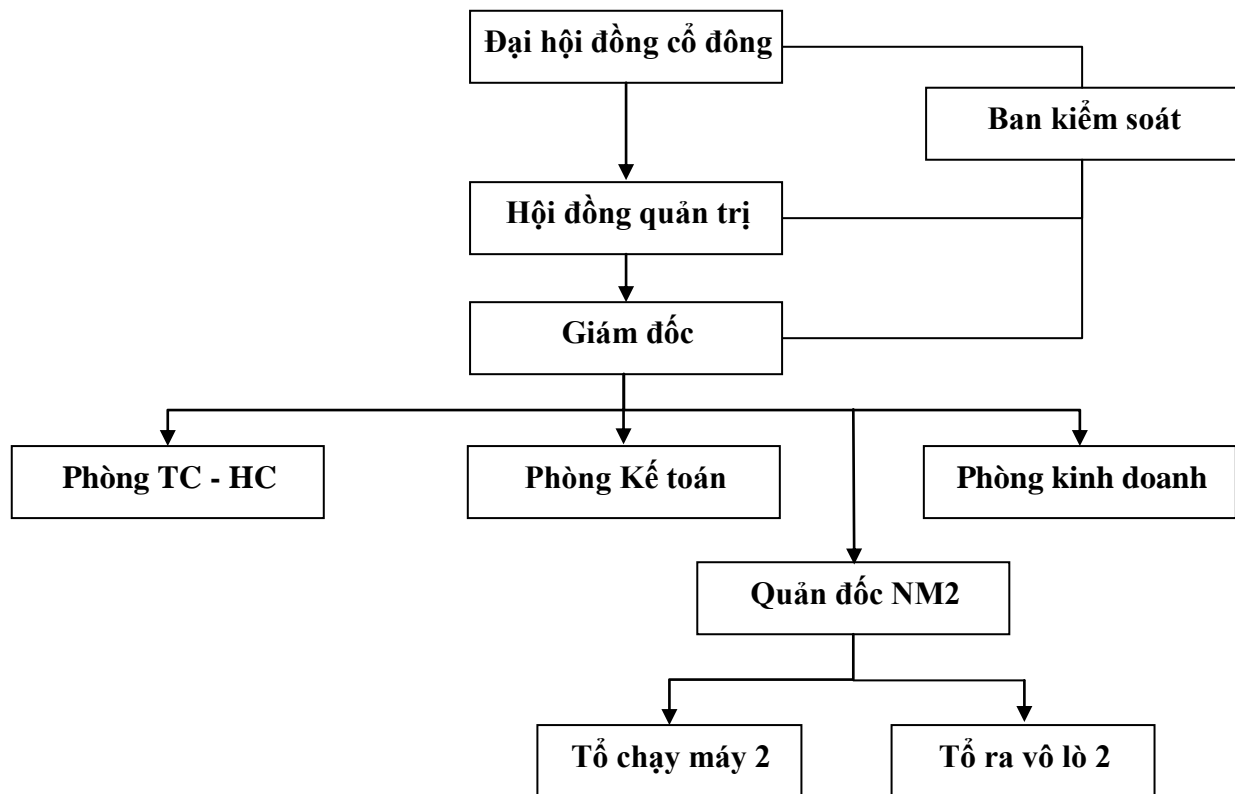 Đại hội đồng cổ đông
Ban kiểm soát
Hội đồng quản trị
Giám đốc
Phòng TC - HC
Phòng Kế toán
Phòng kinh doanh
Quản đốc NM2
Tổ chạy máy 2
Tổ ra vô lò 2